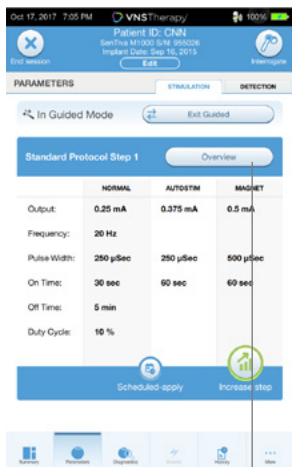 Oct 17, 2017 7:05 PM VNSTherapy 100%
Patient
ID: CNN
SenTiva M1000 S/N 955026
Implant Date: Sep 16, 2015
End session Edit Interrogate
PARAMETERS STIMULATION DETECTION
In Guided Mode Exit Guided
Standard Protocol Step 1 Overview
NORMAL AUTOSTIM MAGNET
Output: 0.25 mA 0.375 mA 0.5 mA
Frequency: 20 Hz
Pulse Width: 250 µSec 250 µSec 500 µSec
On Time: 30 sec 60 sec 60 sec
Off Time: 5 min
Duty Cycle: 10 %
Scheduled-apply Increase step
Summary Parameters Diagnostics Events History More